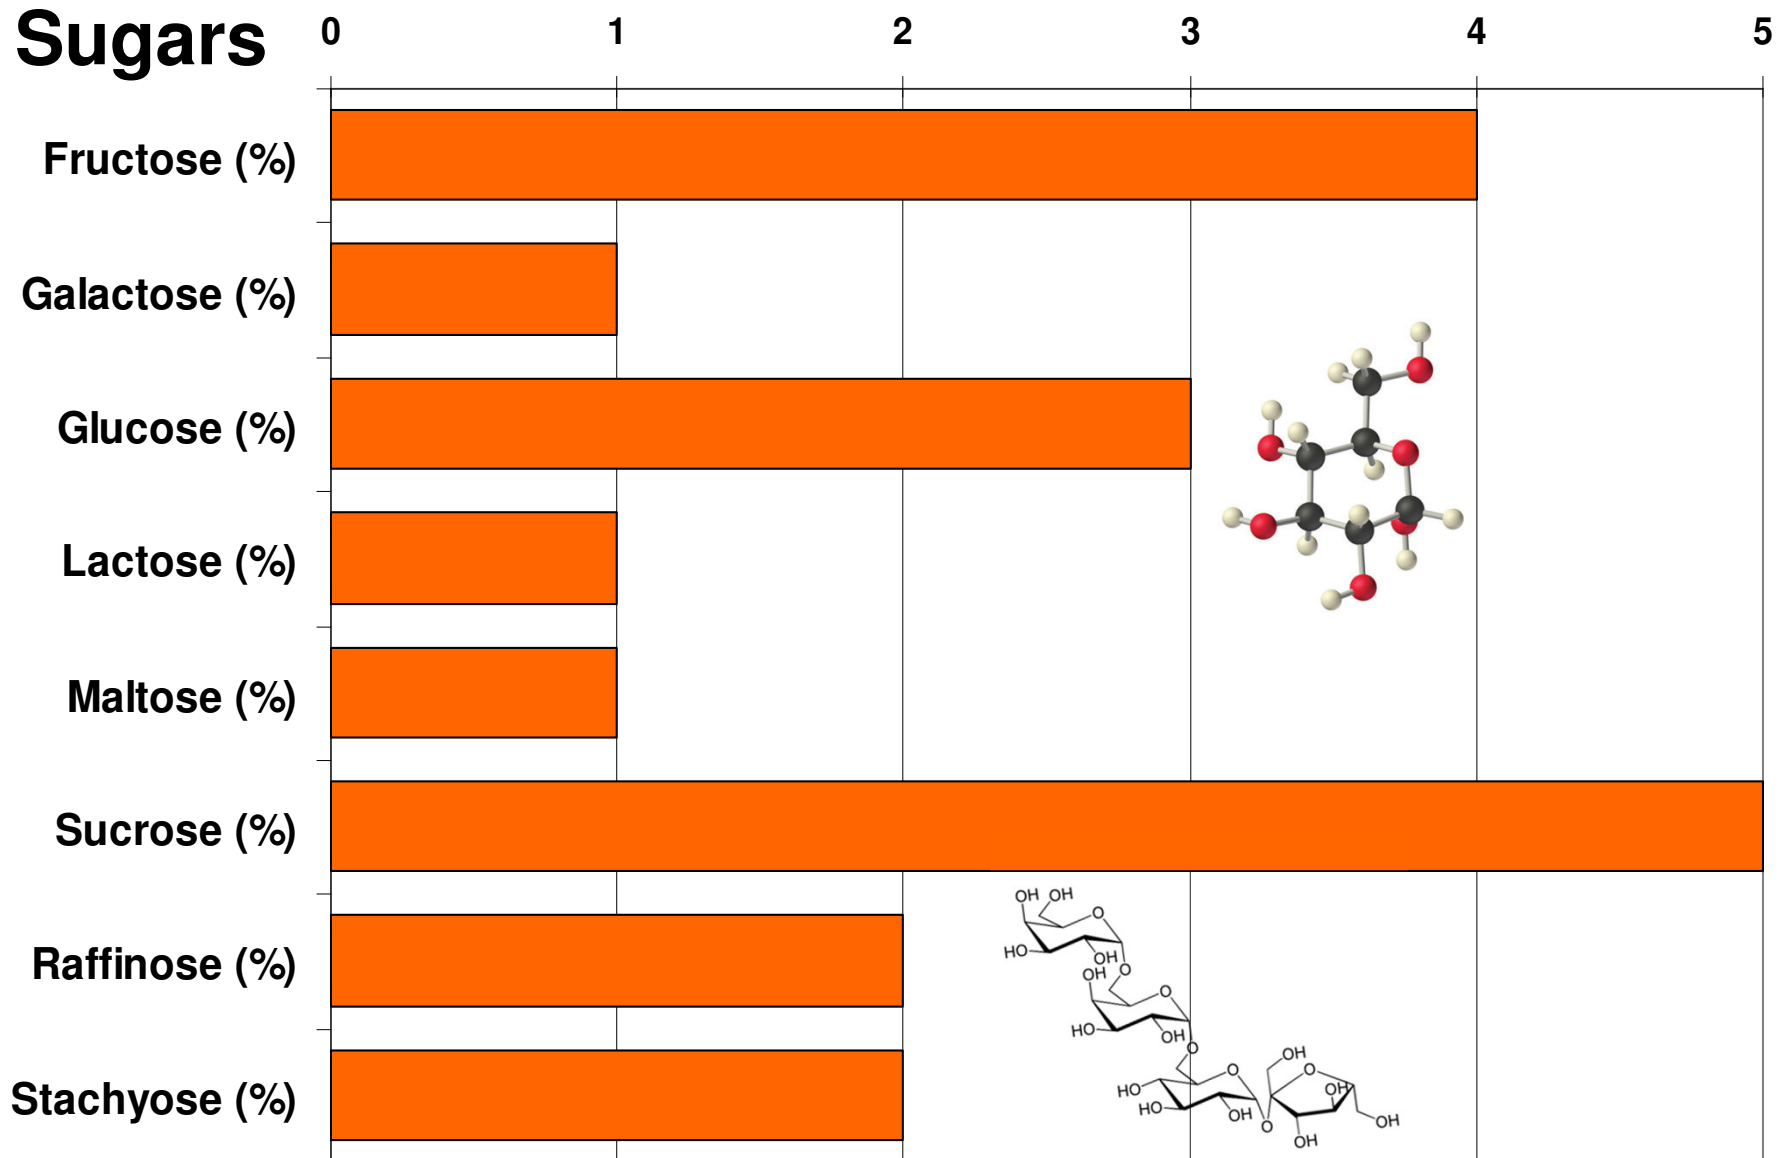 Sugars
0 1 2 3 4 5
Fructose (%)
Galactose (%)
Glucose (%)
Lactose (%)
Maltose (%)
Sucrose (%)
Raffinose (%)
Stachyose (%)
OH OH
O
HO
OH
O
OH
O
HO
OH
O
OH
O
O
HO
OH
HO
OH
OH
O
OH